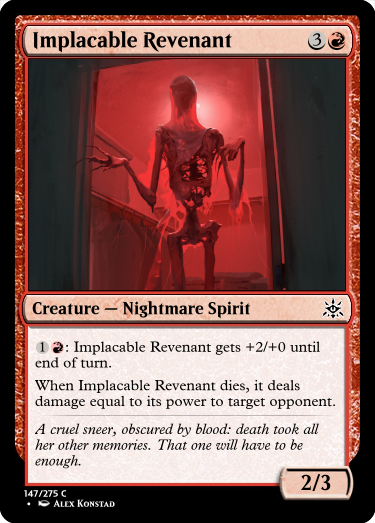 Implacable Revenant 3
Creature — Nightmare Spirit
1: Implacable Revenant gets +2/+0 until
end of turn.
When Implacable Revenant dies, it deals
damage equal to its power to target opponent.
A cruel sneer, obscured by blood: death took all
her other memories. That one will have to be
enough.
2/3
147/275 C
• Alex Konstad